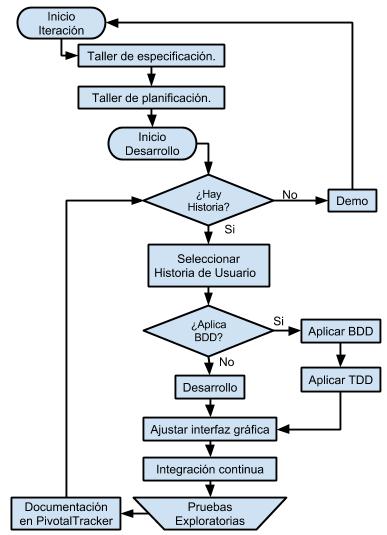 Inicio
Iteración
Taller de especificación.
Taller de planificación.
Inicio
Desarrollo
¿Hay
Historia?
No
Demo
Si
Seleccionar
Historia de Usuario
¿Aplica
BDD?
Si
Aplicar BDD
No
Aplicar TDD
Desarrollo
Ajustar interfaz gráfica
Integración continua
Pruebas
Exploratorias
Documentación
en PivotalTracker